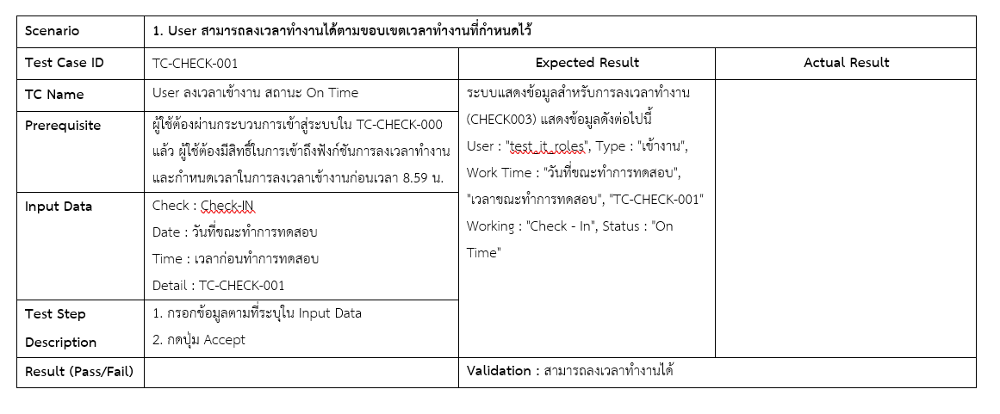 Scenario
1. User สามารถลงเวลาทำงานได้ตามขอบเขตเวลาทำงานที่กำหนดไว้
Test Case ID
TC-CHECK-001
Expected Result
Actual Result
TC Name
User ลงเวลาเข้างาน สถานะ On Time
Prerequisite
ผู้ใช้ต้องผ่านกระบวนการเข้าสู่ระบบใน TC-CHECK-000
แล้ว ผู้ใช้ต้องมีสิทธิ์ในการเข้าถึงฟังก์ชันการลงเวลาทำงาน
และกำหนดเวลาในการลงเวลาเข้างานก่อนเวลา 8.59 น.
Input Data
Check : Check-IN
Date : วันที่ขณะทำการทดสอบ
Time : เวลาก่อนทำการทดสอบ
Detail : TC-CHECK-001
Test Step
Description
1. กรอกข้อมูลตามที่ระบุใน Input Data
2. กดปุ่ม Accept
ระบบแสดงข้อมูลสำหรับการลงเวลาทำงาน
(CHECK003) แสดงข้อมูลดังต่อไปนี้
User : "test_it_roles", Type : "เข้างาน",
Work Time : "วันที่ขณะทำการทดสอบ",
"เวลาขณะทำการทดสอบ", "TC-CHECK-001"
Working : "Check - In", Status : "On
Time"
Result (Pass/Fail)
Validation : สามารถลงเวลาทำงานได้